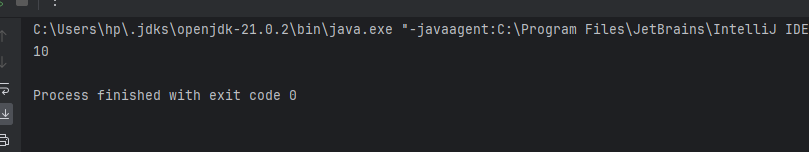 C:\Users\hp\.jdks\openjdk-21.0.2\bin\java.exe "-javaagent:C:\Program Files\JetBrains\IntelliJ IDE
10
Process finished with exit code 0